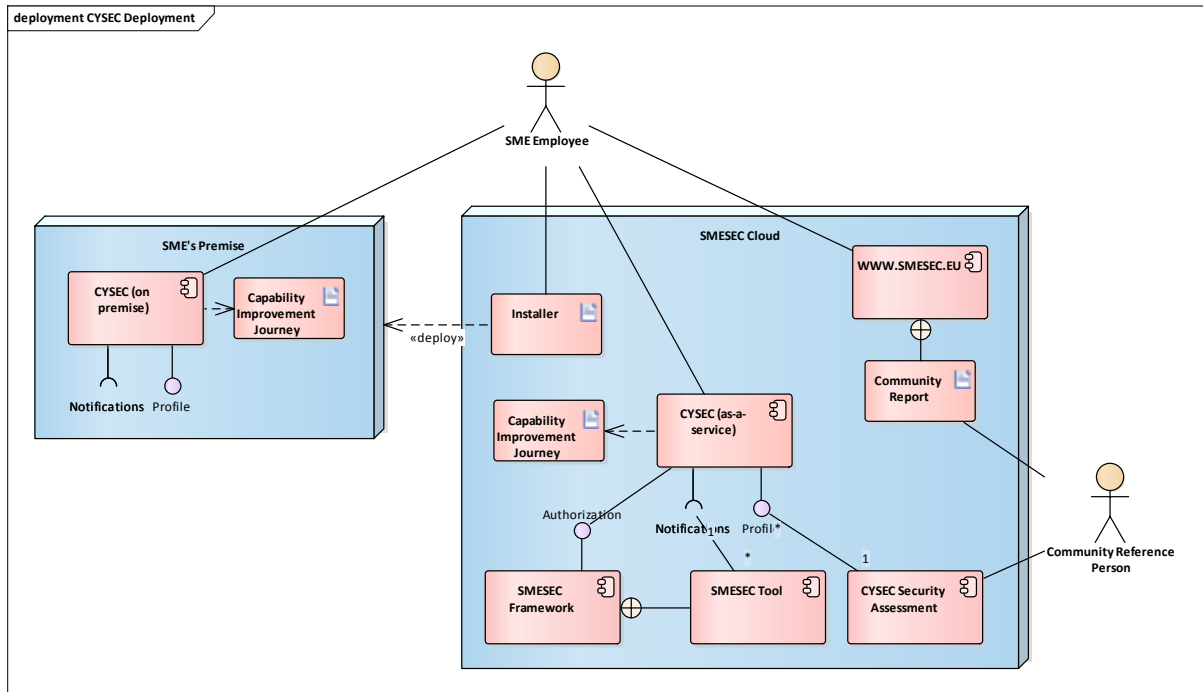 deployment CYSEC Deployment
SME Employee
SME's Premise
CYSEC (on
premise)
Capability
Improvement
Journey
Notifications
Profile
«deploy»
SMESEC Cloud
Installer
WWW.SMESEC.EU
Community
Report
Capability
Improvement
Journey
CYSEC (as-a-
service)
Authorization
Notifications
1
*
Profile
*
1
SMESEC
Framework
SMESEC Tool
CYSEC Security
Assessment
Community Reference
Person